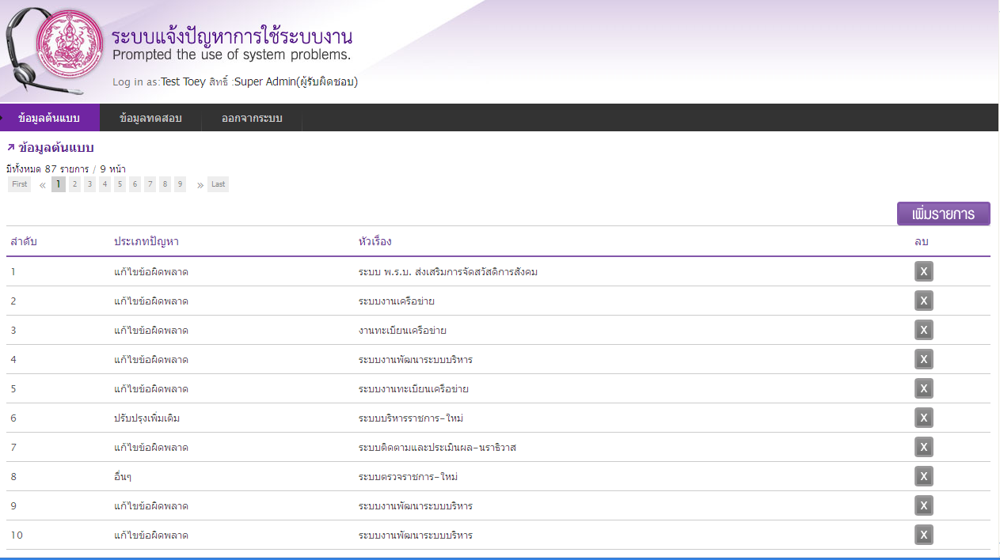 ระบบแจ้งปัญหาการใช้ระบบงาน
Prompted the use of system problems.
Log in as:Test Toey สิทธิ์ :Super Admin(ผู้รับผิดชอบ)
ข้อมูลต้นแบบ ข้อมูลทดสอบ ออกจากระบบ
ข้อมูลต้นแบบ
มีทั้งหมด 87 รายการ / 9 หน้า
First « 1 2 3 4 5 6 7 8 9 » Last
เพิ่มรายการ
ลำดับ ประเภทปัญหา หัวเรื่อง ลบ
1 แก้ไขข้อผิดพลาด ระบบ พ.ร.บ. ส่งเสริมการจัดสวัสดิการสังคม X
2 แก้ไขข้อผิดพลาด ระบบงานเครือข่าย X
3 แก้ไขข้อผิดพลาด งานทะเบียนเครือข่าย X
4 แก้ไขข้อผิดพลาด ระบบงานพัฒนาระบบบริหาร X
5 แก้ไขข้อผิดพลาด ระบบงานทะเบียนเครือข่าย X
6 ปรับปรุงเพิ่มเติม ระบบบริหารราชการ-ใหม่ X
7 แก้ไขข้อผิดพลาด ระบบติดตามและประเมินผล-นราธิวาส X
8 อื่นๆ ระบบตรวจราชการ-ใหม่ X
9 แก้ไขข้อผิดพลาด ระบบงานพัฒนาระบบบริหาร X
10 แก้ไขข้อผิดพลาด ระบบงานพัฒนาระบบบริหาร X